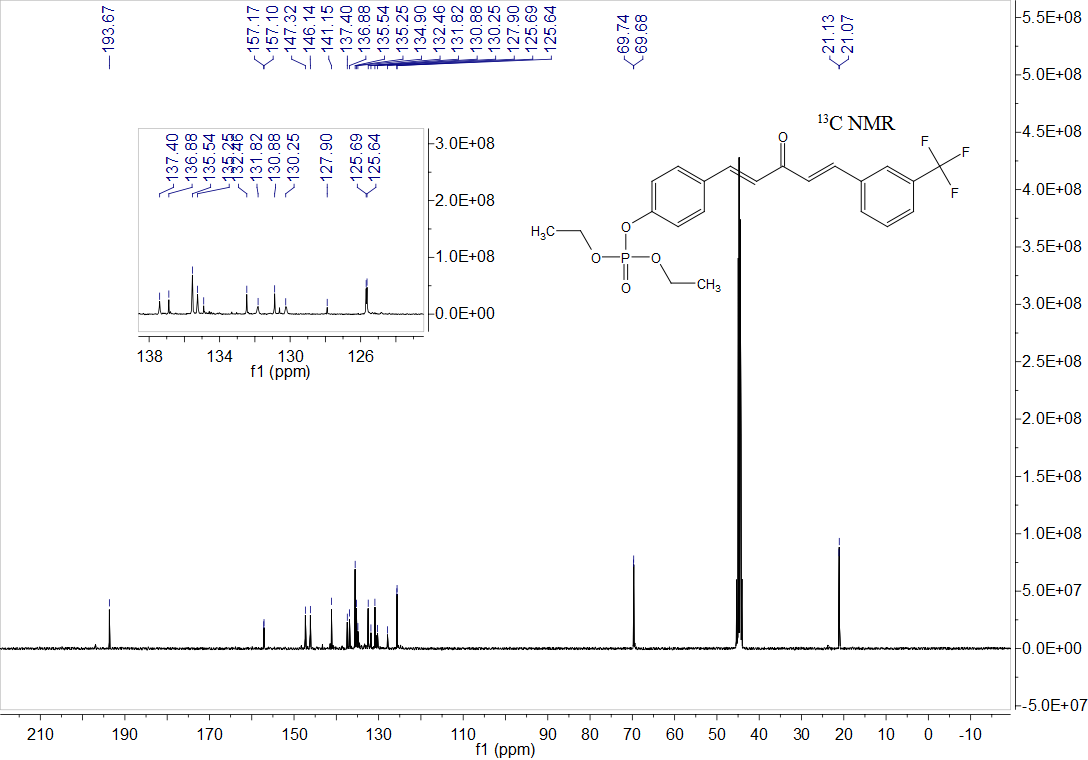 193.67
157.17
157.10
147.32
146.14
141.15
137.40
136.88
135.54
135.25
134.90
132.46
131.82
130.88
130.25
127.90
125.69
125.64
69.74
69.68
21.13
21.07
5.5E+08
5.0E+08
4.5E+08
4.0E+08
3.5E+08
3.0E+08
2.5E+08
2.0E+08
1.5E+08
1.0E+08
5.0E+07
0.0E+00
-5.0E+07
137.40
136.88
135.54
135.25
132.46
131.82
130.88
130.25
127.90
125.69
125.64
3.0E+08
2.0E+08
1.0E+08
0.0E+00
138 134 130 126
f1 (ppm)
13C NMR
O
F
F
F
H3C
O
O
P
O
O
CH3
210 190 170 150 130 110 90 80 70 60 50 40 30 20 10 0 -10
f1 (ppm)